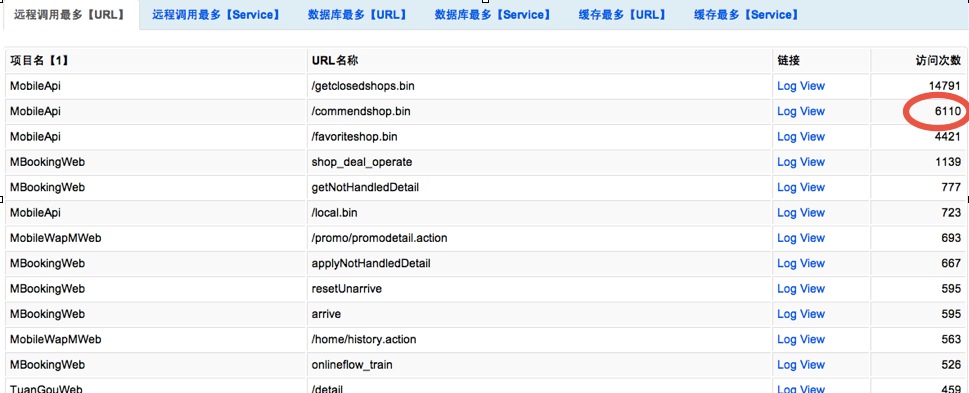 远程调用最多【URL】 远程调用最多【Service】 数据库最多【URL】 数据库最多【Service】 缓存最多【URL】 缓存最多【Service】
项目名【1】 URL名称 链接 访问次数
MobileApi /getclosedshops.bin Log View 14791
MobileApi /commendshop.bin Log View 6110
MobileApi /favoriteshop.bin Log View 4421
MBookingWeb shop_deal_operate Log View 1139
MBookingWeb getNotHandledDetail Log View 777
MobileApi /local.bin Log View 723
MobileWapMWeb /promo/promodetail.action Log View 693
MBookingWeb applyNotHandledDetail Log View 667
MBookingWeb resetUnarrive Log View 595
MBookingWeb arrive Log View 595
MobileWapMWeb /home/history.action Log View 563
MBookingWeb onlineflow_train Log View 526
TuanGouWeb /detail Log View 459